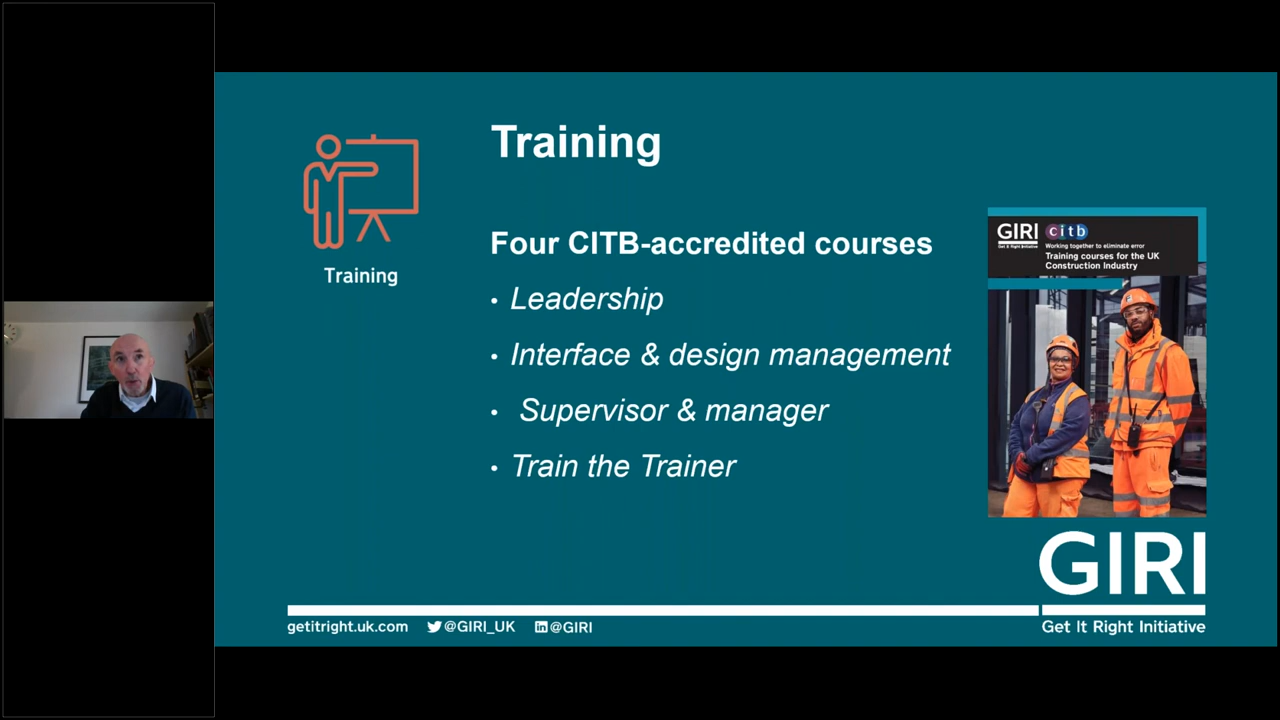 Training
Training
Four CITB-accredited courses
• Leadership
• Interface & design management
• Supervisor & manager
• Train the Trainer
GIRI citb
Get It Right Initiative
Working together to eliminate error
Training courses for the UK
Construction Industry
GIRI
Get It Right Initiative
getitright.uk.com @GIRI_UK in @GIRI